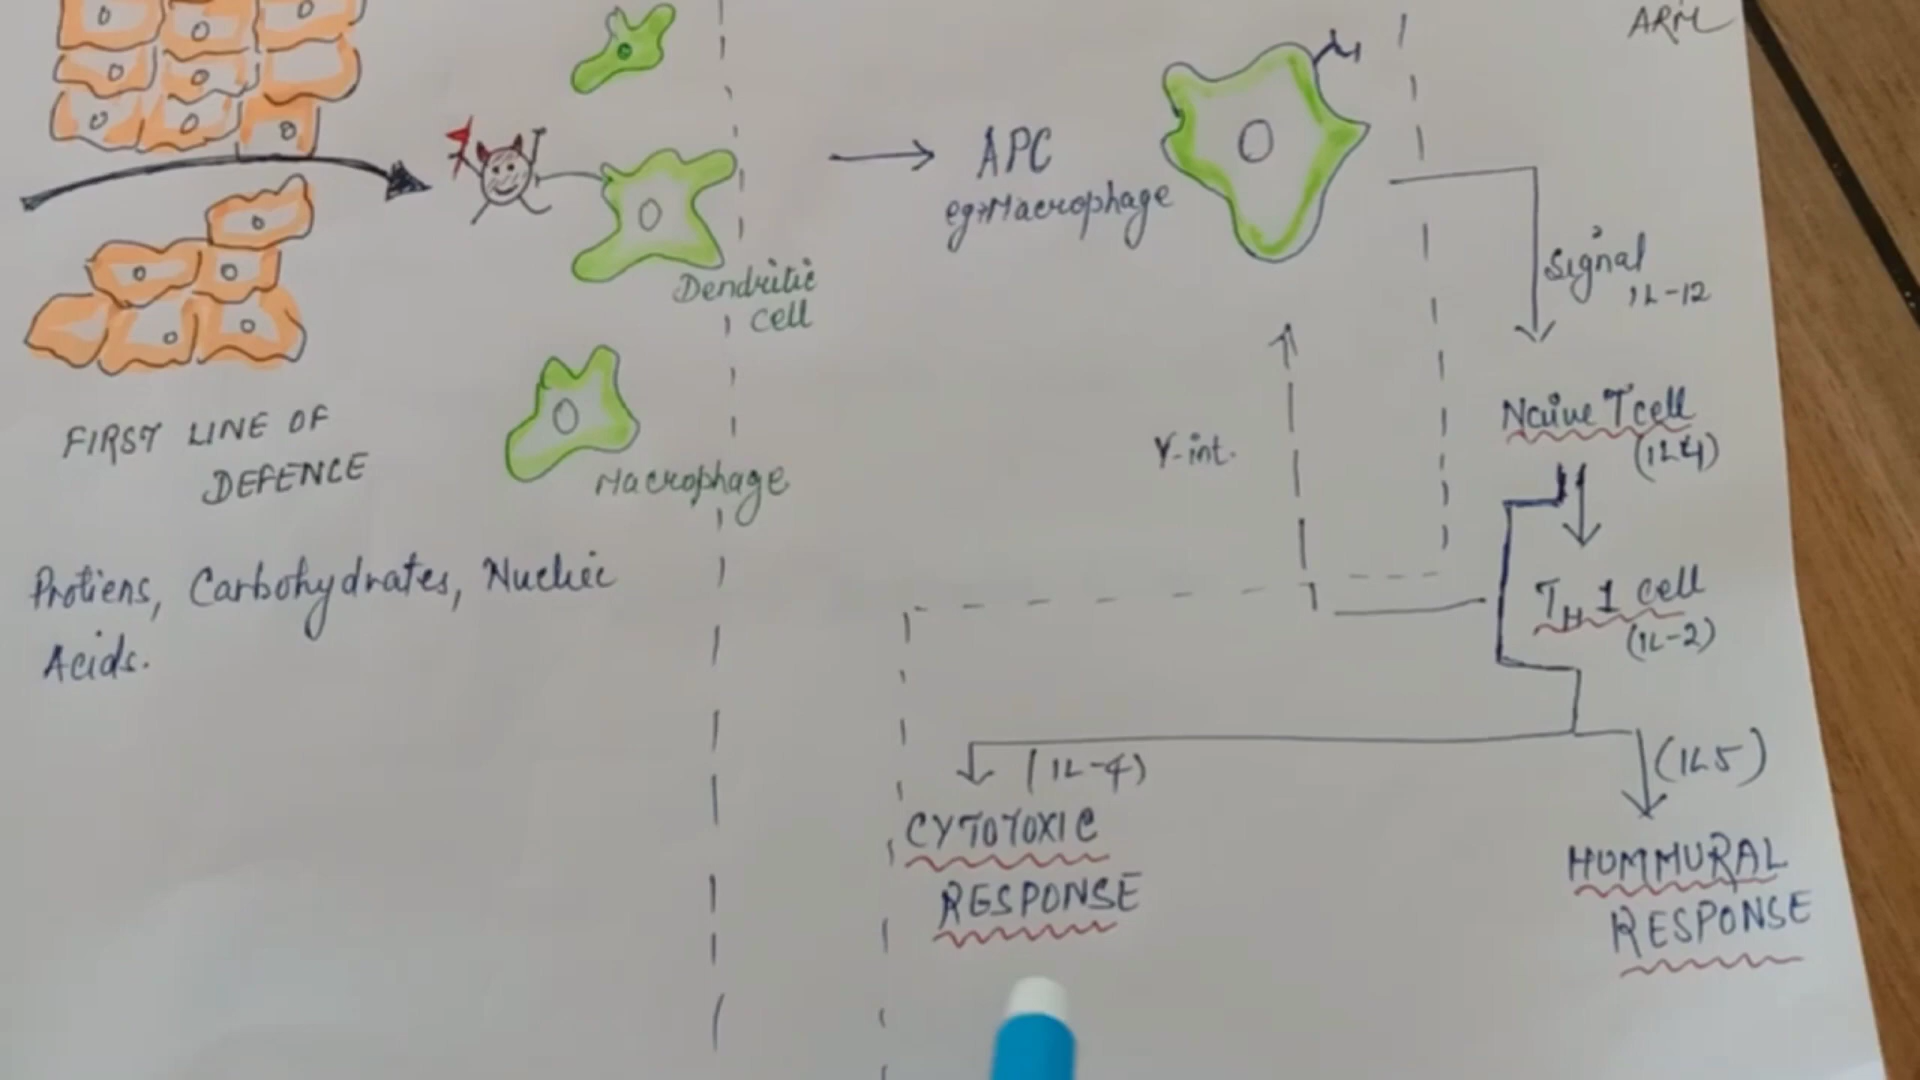 ARM
APC
eg→Macrophage
Dendritic
cell
Signal
IL-12
FIRST LINE OF
DEFENCE
Macrophage
γ-int.
Naive T cell
(IL4)
Protiens, Carbohydrates, Nucleic
Acids.
TH 1 cell
(IL-2)
(IL-4)
(IL5)
CYTOTOXIC
RESPONSE
HUMMURAL
RESPONSE